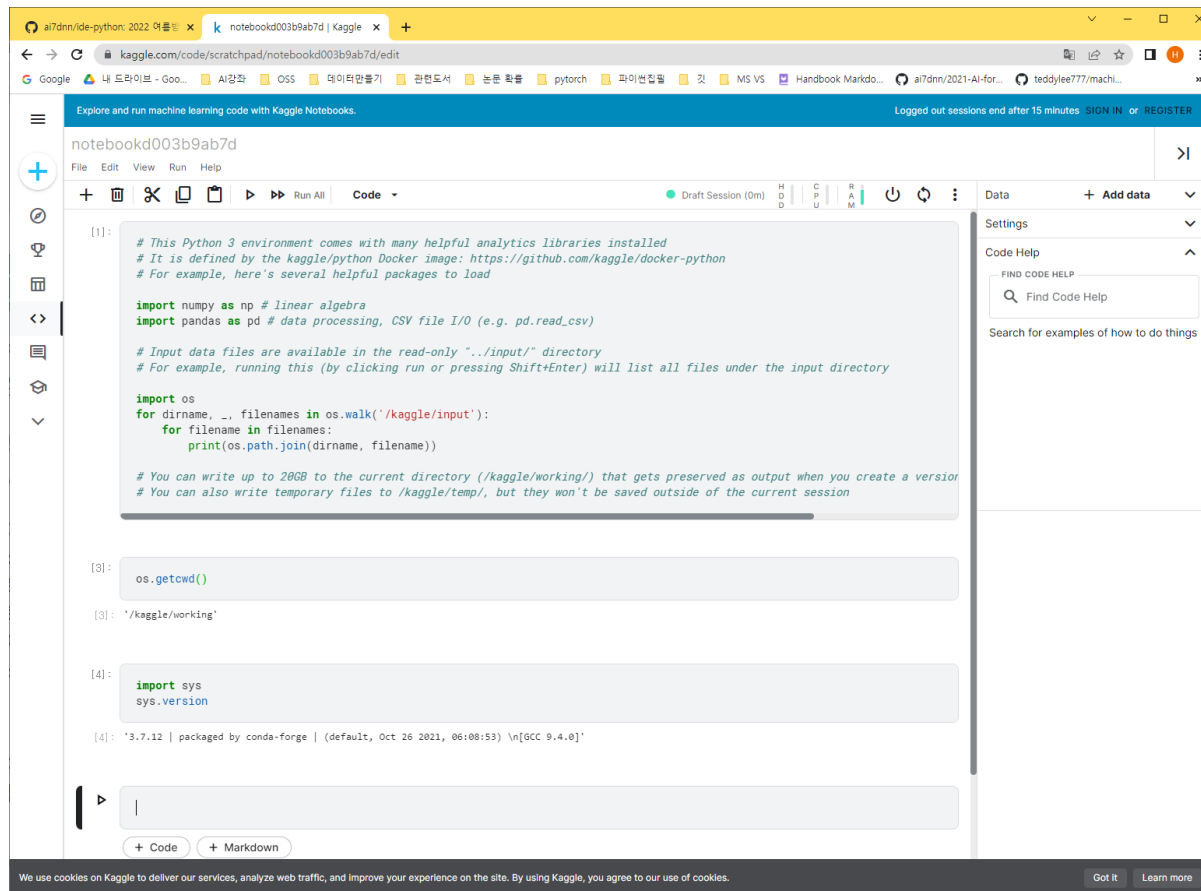 ai7dnn/ide-python: 2022 여름방
notebookd003b9ab7d | Kaggle
kaggle.com/code/scratchpad/notebookd003b9ab7d/edit
H
Google
내 드라이브 - Goo...
AI강좌
OSS
데이터만들기
관련도서
논문 확률
pytorch
파이썬집필
깃
MS VS
Handbook Markdo...
ai7dnn/2021-AI-for...
teddylee777/machi...
Explore and run machine learning code with Kaggle Notebooks.
Logged out sessions end after 15 minutes SIGN IN or REGISTER
notebookd003b9ab7d
File Edit View Run Help
Run All
Code
Draft Session (0m)
HDD
CPU
RAM
Data
+ Add data
Settings
Code Help
FIND CODE HELP
Find Code Help
Search for examples of how to do things
[1]:
# This Python 3 environment comes with many helpful analytics libraries installed
# It is defined by the kaggle/python Docker image: https://github.com/kaggle/docker-python
# For example, here's several helpful packages to load
import numpy as np # linear algebra
import pandas as pd # data processing, CSV file I/O (e.g. pd.read_csv)
# Input data files are available in the read-only "../input/" directory
# For example, running this (by clicking run or pressing Shift+Enter) will list all files under the input directory
import os
for dirname, _, filenames in os.walk('/kaggle/input'):
    for filename in filenames:
        print(os.path.join(dirname, filename))
# You can write up to 20GB to the current directory (/kaggle/working/) that gets preserved as output when you create a version
# You can also write temporary files to /kaggle/temp/, but they won't be saved outside of the current session
[3]:
os.getcwd()
[3]: '/kaggle/working'
[4]:
import sys
sys.version
[4]: '3.7.12 | packaged by conda-forge | (default, Oct 26 2021, 06:08:53) \n[GCC 9.4.0]'
+ Code
+ Markdown
We use cookies on Kaggle to deliver our services, analyze web traffic, and improve your experience on the site. By using Kaggle, you agree to our use of cookies.
Got it
Learn more